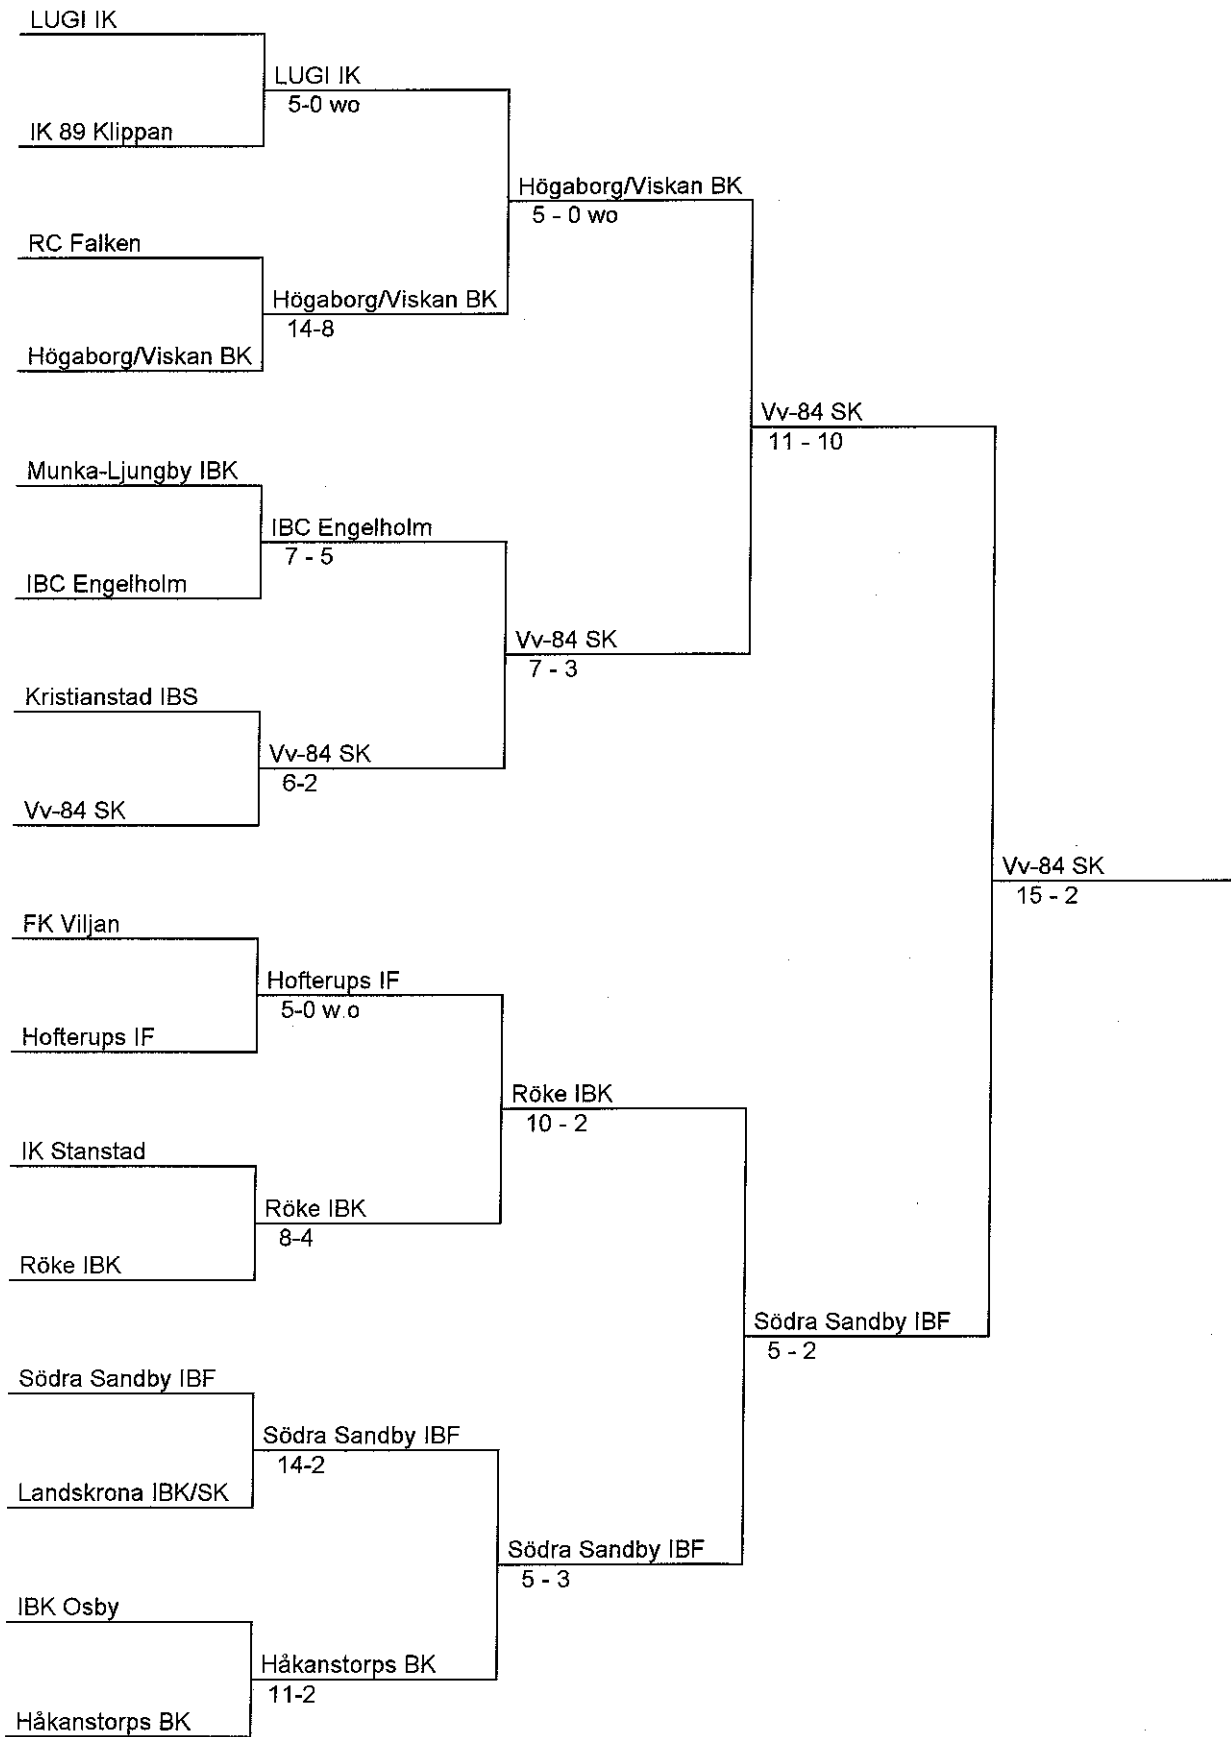 LUGI IK
LUGI IK
5-0 wo
IK 89 Klippan
Högaborg/Viskan BK
5 - 0 wo
RC Falken
Högaborg/Viskan BK
14-8
Högaborg/Viskan BK
Vv-84 SK
11 - 10
Munka-Ljungby IBK
IBC Engelholm
7 - 5
IBC Engelholm
Vv-84 SK
7 - 3
Kristianstad IBS
Vv-84 SK
6-2
Vv-84 SK
Vv-84 SK
15 - 2
FK Viljan
Hofterups IF
5-0 w.o
Hofterups IF
Röke IBK
10 - 2
IK Stanstad
Röke IBK
8-4
Röke IBK
Södra Sandby IBF
5 - 2
Södra Sandby IBF
Södra Sandby IBF
14-2
Landskrona IBK/SK
Södra Sandby IBF
5 - 3
IBK Osby
Håkanstorps BK
11-2
Håkanstorps BK